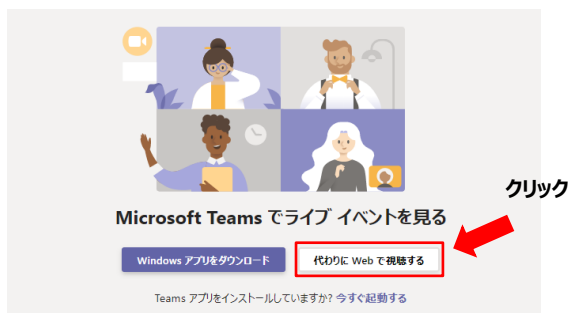 クリック
Microsoft Teams でライブ イベントを見る
Windows アプリをダウンロード
代わりに Web で視聴する
Teams アプリをインストールしていますか? 今すぐ起動する